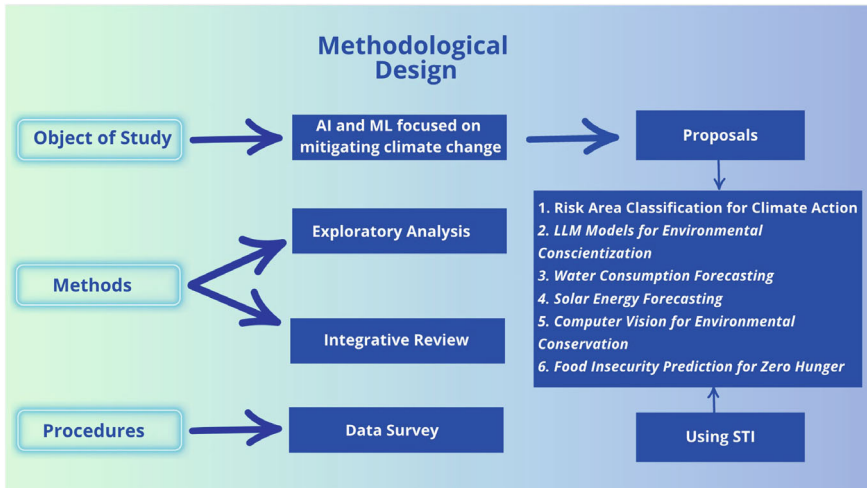 Methodological
Design
Object of Study
AI and ML focused on
mitigating climate change
Proposals
Methods
Exploratory Analysis
Integrative Review
1. Risk Area Classification for Climate Action
2. LLM Models for Environmental
Conscientization
3. Water Consumption Forecasting
4. Solar Energy Forecasting
5. Computer Vision for Environmental
Conservation
6. Food Insecurity Prediction for Zero Hunger
Procedures
Data Survey
Using STI